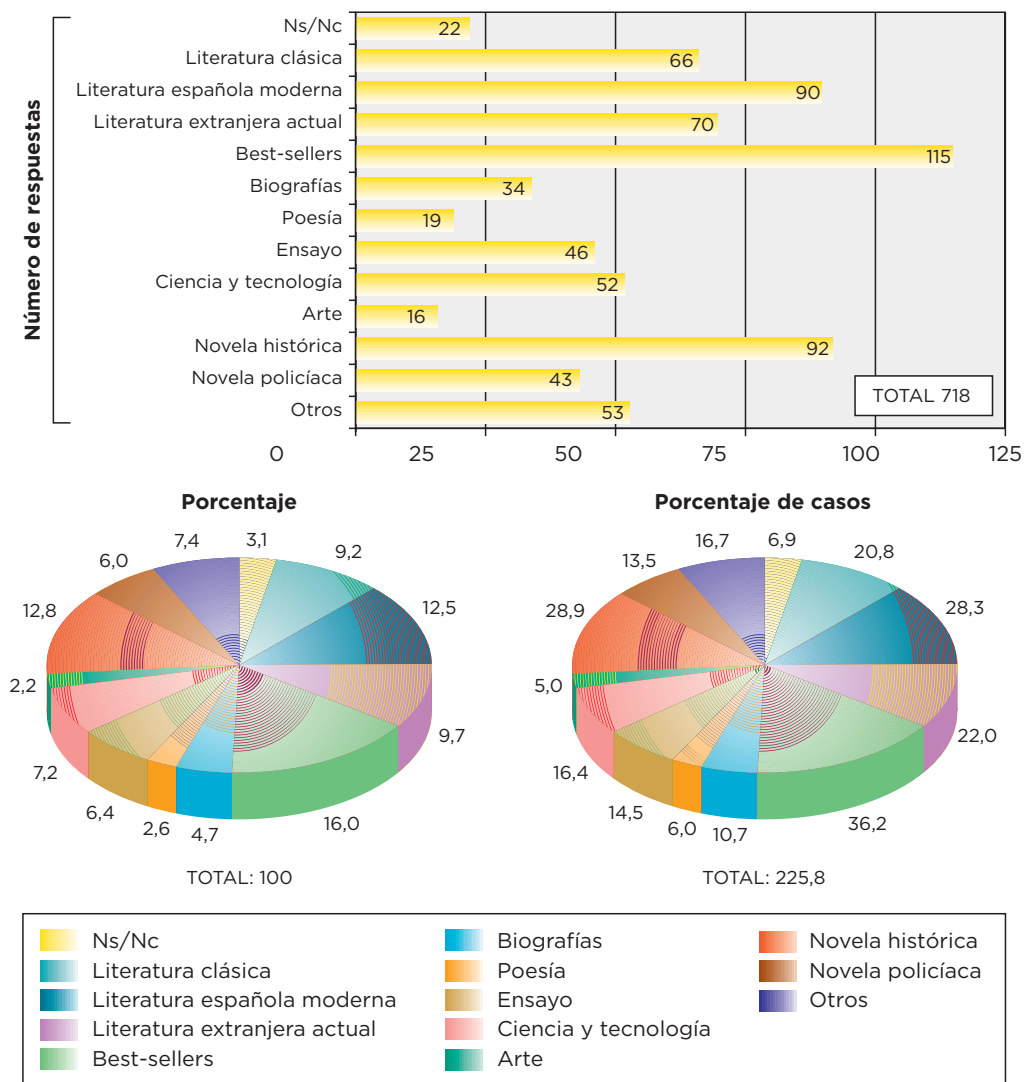 Número de respuestas
Ns/Nc 22
Literatura clásica 66
Literatura española moderna 90
Literatura extranjera actual 70
Best-sellers 115
Biografías 34
Poesía 19
Ensayo 46
Ciencia y tecnología 52
Arte 16
Novela histórica 92
Novela policíaca 43
Otros 53
TOTAL 718
0 25 50 75 100 125
Porcentaje
3,1
9,2
12,5
9,7
16,0
4,7
2,6
6,4
7,2
2,2
12,8
6,0
7,4
TOTAL: 100
Porcentaje de casos
6,9
20,8
28,3
22,0
36,2
10,7
6,0
14,5
16,4
5,0
28,9
13,5
16,7
TOTAL: 225,8
Ns/Nc
Literatura clásica
Literatura española moderna
Literatura extranjera actual
Best-sellers
Biografías
Poesía
Ensayo
Ciencia y tecnología
Arte
Novela histórica
Novela policíaca
Otros